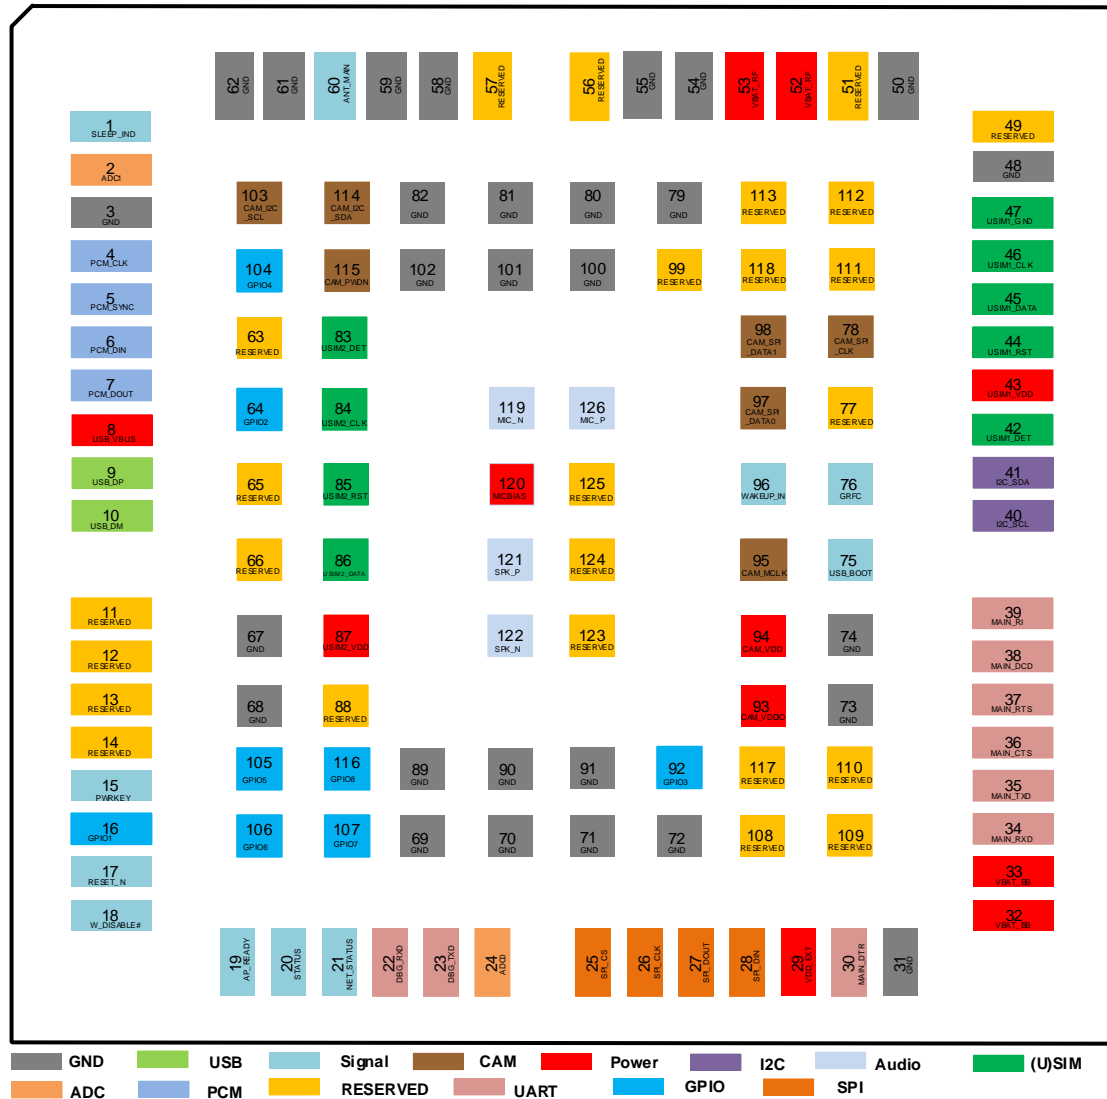 62 GND
61 GND
60 ANT_MAIN
59 GND
58 GND
57 RESERVED
56 RESERVED
55 GND
54 GND
53 VBAT_RF
52 VBAT_RF
51 RESERVED
50 GND
1 SLEEP_IND
2 ADC1
3 GND
4 PCM_CLK
5 PCM_SYNC
6 PCM_DIN
7 PCM_DOUT
8 USB_VBUS
9 USB_DP
10 USB_DM
11 RESERVED
12 RESERVED
13 RESERVED
14 RESERVED
15 PWRKEY
16 GPIO1
17 RESET_N
18 W_DISABLE#
103 CAM_I2C _SCL
114 CAM_I2C _SDA
82 GND
81 GND
80 GND
79 GND
113 RESERVED
112 RESERVED
104 GPIO4
115 CAM_PWDN
102 GND
101 GND
100 GND
99 RESERVED
118 RESERVED
111 RESERVED
63 RESERVED
83 USIM2_DET
98 CAM_SPI _DATA1
78 CAM_SPI _CLK
64 GPIO2
84 USIM2_CLK
119 MIC_N
126 MIC_P
97 CAM_SPI _DATA0
77 RESERVED
65 RESERVED
85 USIM2_RST
120 MICBIAS
125 RESERVED
96 WAKEUP_IN
76 GRFC
66 RESERVED
86 USIM2_DATA
121 SPK_P
124 RESERVED
95 CAM_MCLK
75 USB_BOOT
67 GND
87 USIM2_VDD
122 SPK_N
123 RESERVED
94 CAM_VDD
74 GND
68 GND
88 RESERVED
93 CAM_VDDIO
73 GND
105 GPIO5
116 GPIO8
89 GND
90 GND
91 GND
92 GPIO3
117 RESERVED
110 RESERVED
106 GPIO6
107 GPIO7
69 GND
70 GND
71 GND
72 GND
108 RESERVED
109 RESERVED
49 RESERVED
48 GND
47 USIM1_GND
46 USIM1_CLK
45 USIM1_DATA
44 USIM1_RST
43 USIM1_VDD
42 USIM1_DET
41 I2C_SDA
40 I2C_SCL
39 MAIN_RI
38 MAIN_DCD
37 MAIN_RTS
36 MAIN_CTS
35 MAIN_TXD
34 MAIN_RXD
33 VBAT_BB
32 VBAT_BB
19 AP_READY
20 STATUS
21 NET_STATUS
22 DBG_RXD
23 DBG_TXD
24 ADC0
25 SPI_CS
26 SPI_CLK
27 SPI_DOUT
28 SPI_DIN
29 VDD_EXT
30 MAIN_DTR
31 GND
GND USB Signal CAM Power I2C Audio (U)SIM
ADC PCM RESERVED UART GPIO SPI